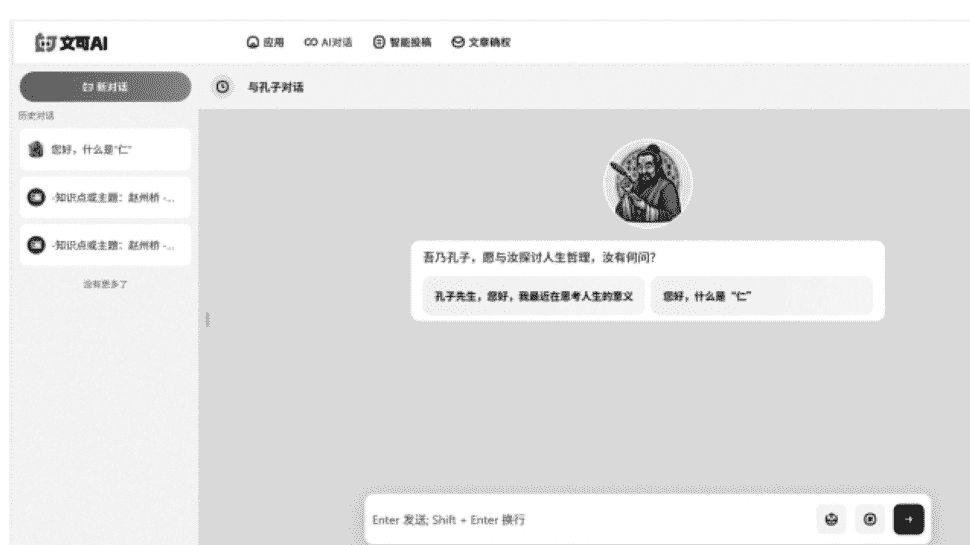 文可AI
应用 AI对话 智能投稿 文章确权
新对话
与孔子对话
历史对话
您好，什么是"仁"
-知识点或主题：赵州桥 -...
-知识点或主题：赵州桥 -...
没有更多了
吾乃孔子，愿与汝探讨人生哲理，汝有何问？
孔子先生，您好，我最近在思考人生的意义
您好，什么是“仁”
Enter 发送; Shift + Enter 换行